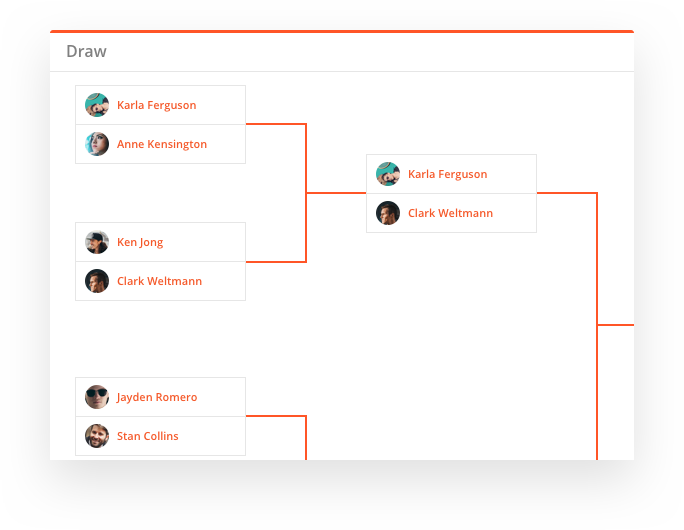 Draw
Karla Ferguson
Anne Kensington
Karla Ferguson
Clark Weltmann
Ken Jong
Clark Weltmann
Jayden Romero
Stan Collins